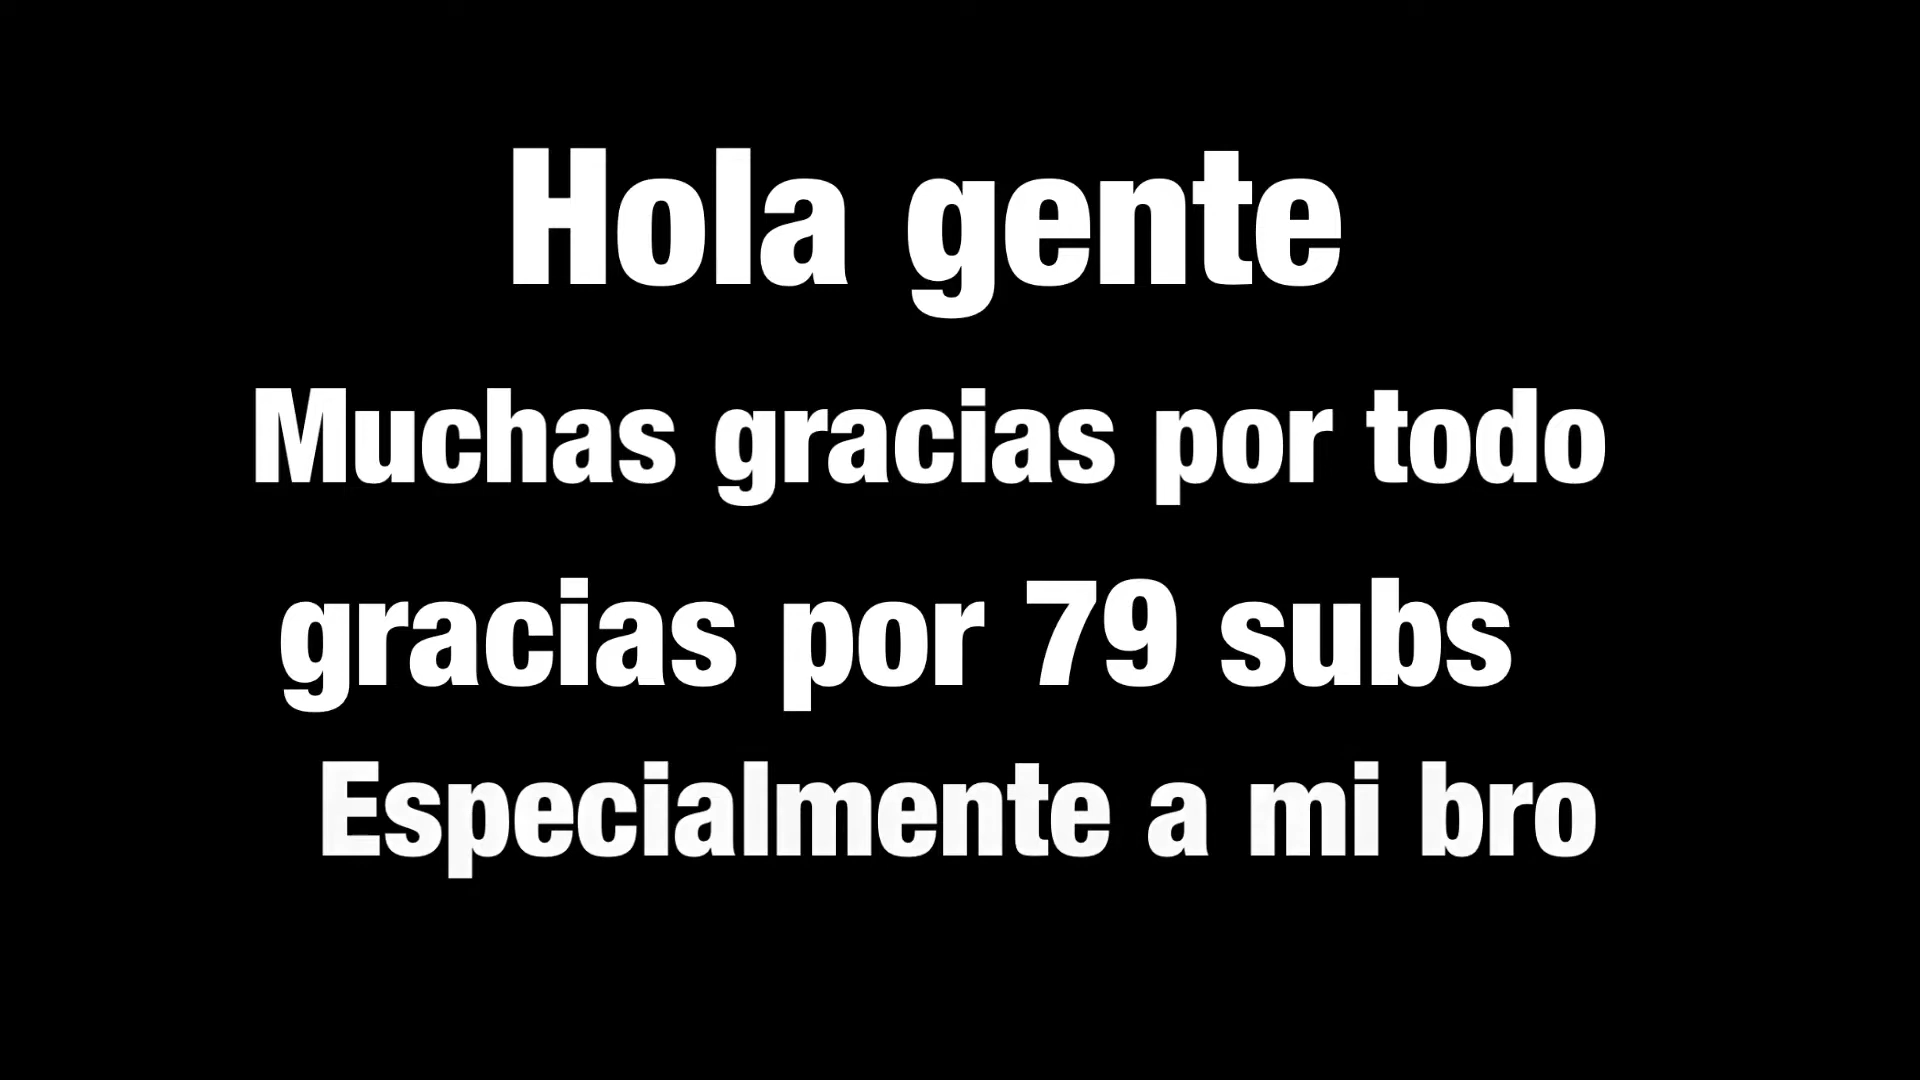 Hola gente
Muchas gracias por todo
gracias por 79 subs
Especialmente a mi bro